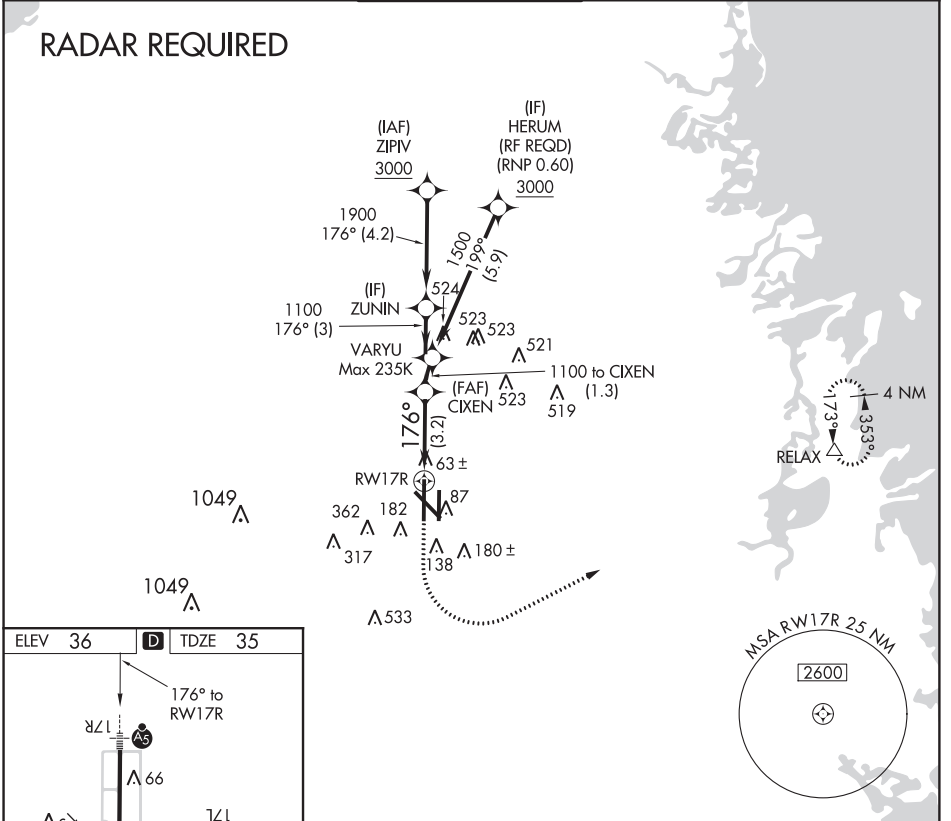 RADAR REQUIRED
(IAF)
ZIPIV
3000
(IF)
HERUM
(RF REQD)
(RNP 0.60)
3000
1900
176° (4.2)
1500
199°
(5.9)
(IF)
ZUNIN
524
1100
176° (3)
523
523
VARYU
Max 235K
521
1100 to CIXEN
(1.3)
(FAF)
CIXEN
523
519
4 NM
173°
353°
RELAX
176°
(3.2)
63 ±
RW17R
87
1049
362
182
317
138
180 ±
1049
533
ELEV 36
D
TDZE 35
176° to
RW17R
17R
A5
66
17L
MSA RW17R 25 NM
2600